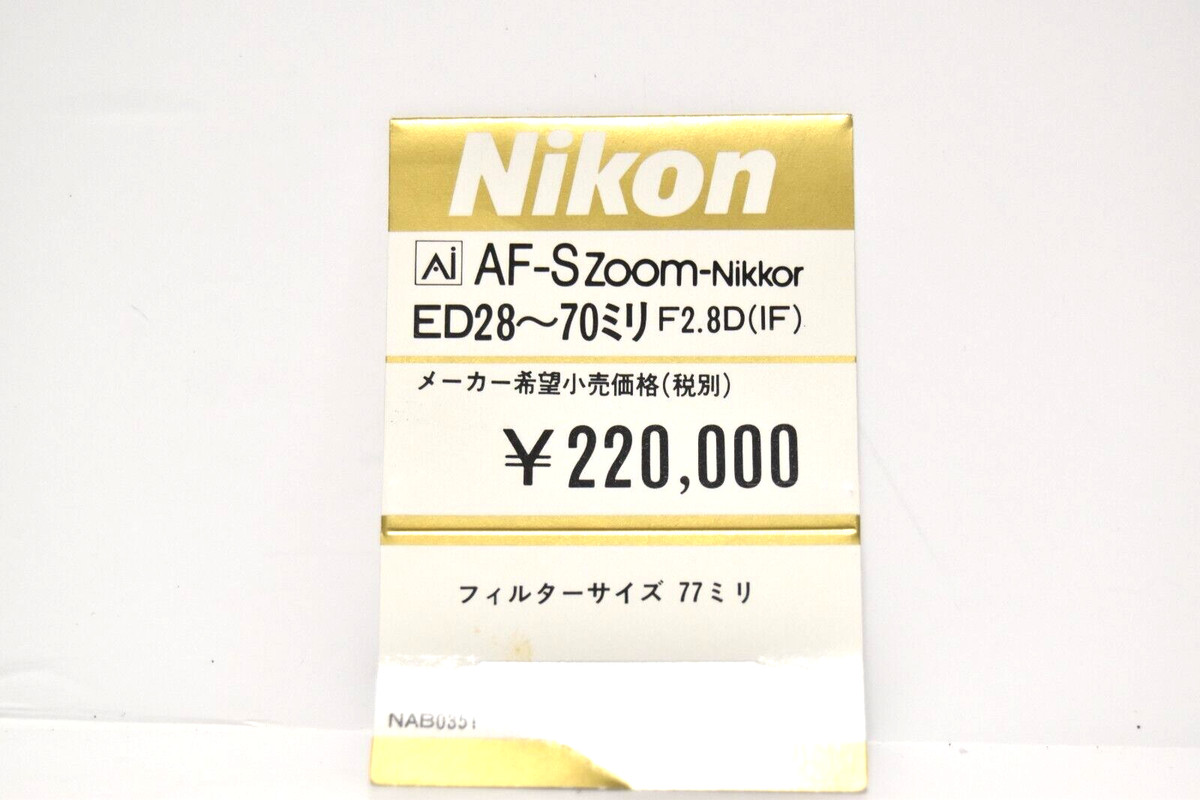 Nikon
Ai AF-S Zoom-Nikkor
ED28〜70ミリ F2.8D(IF)
メーカー希望小売価格(税別)
¥220,000
フィルターサイズ 77ミリ
NAB0351